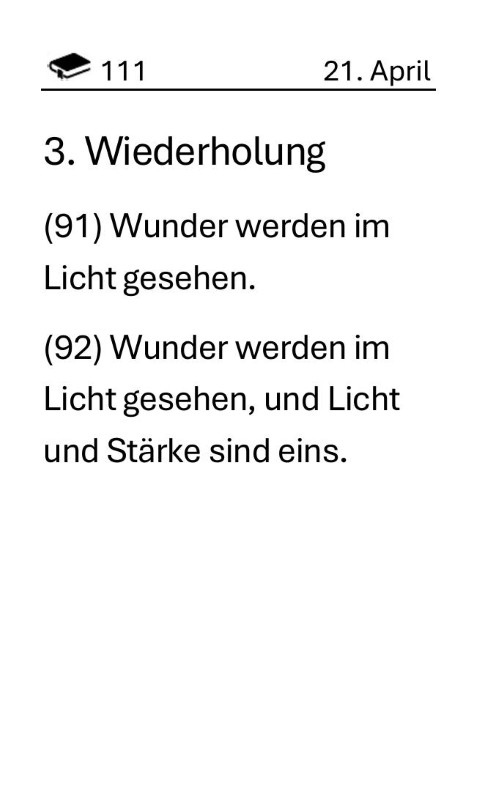 111 21. April
3. Wiederholung
(91) Wunder werden im
Licht gesehen.
(92) Wunder werden im
Licht gesehen, und Licht
und Stärke sind eins.